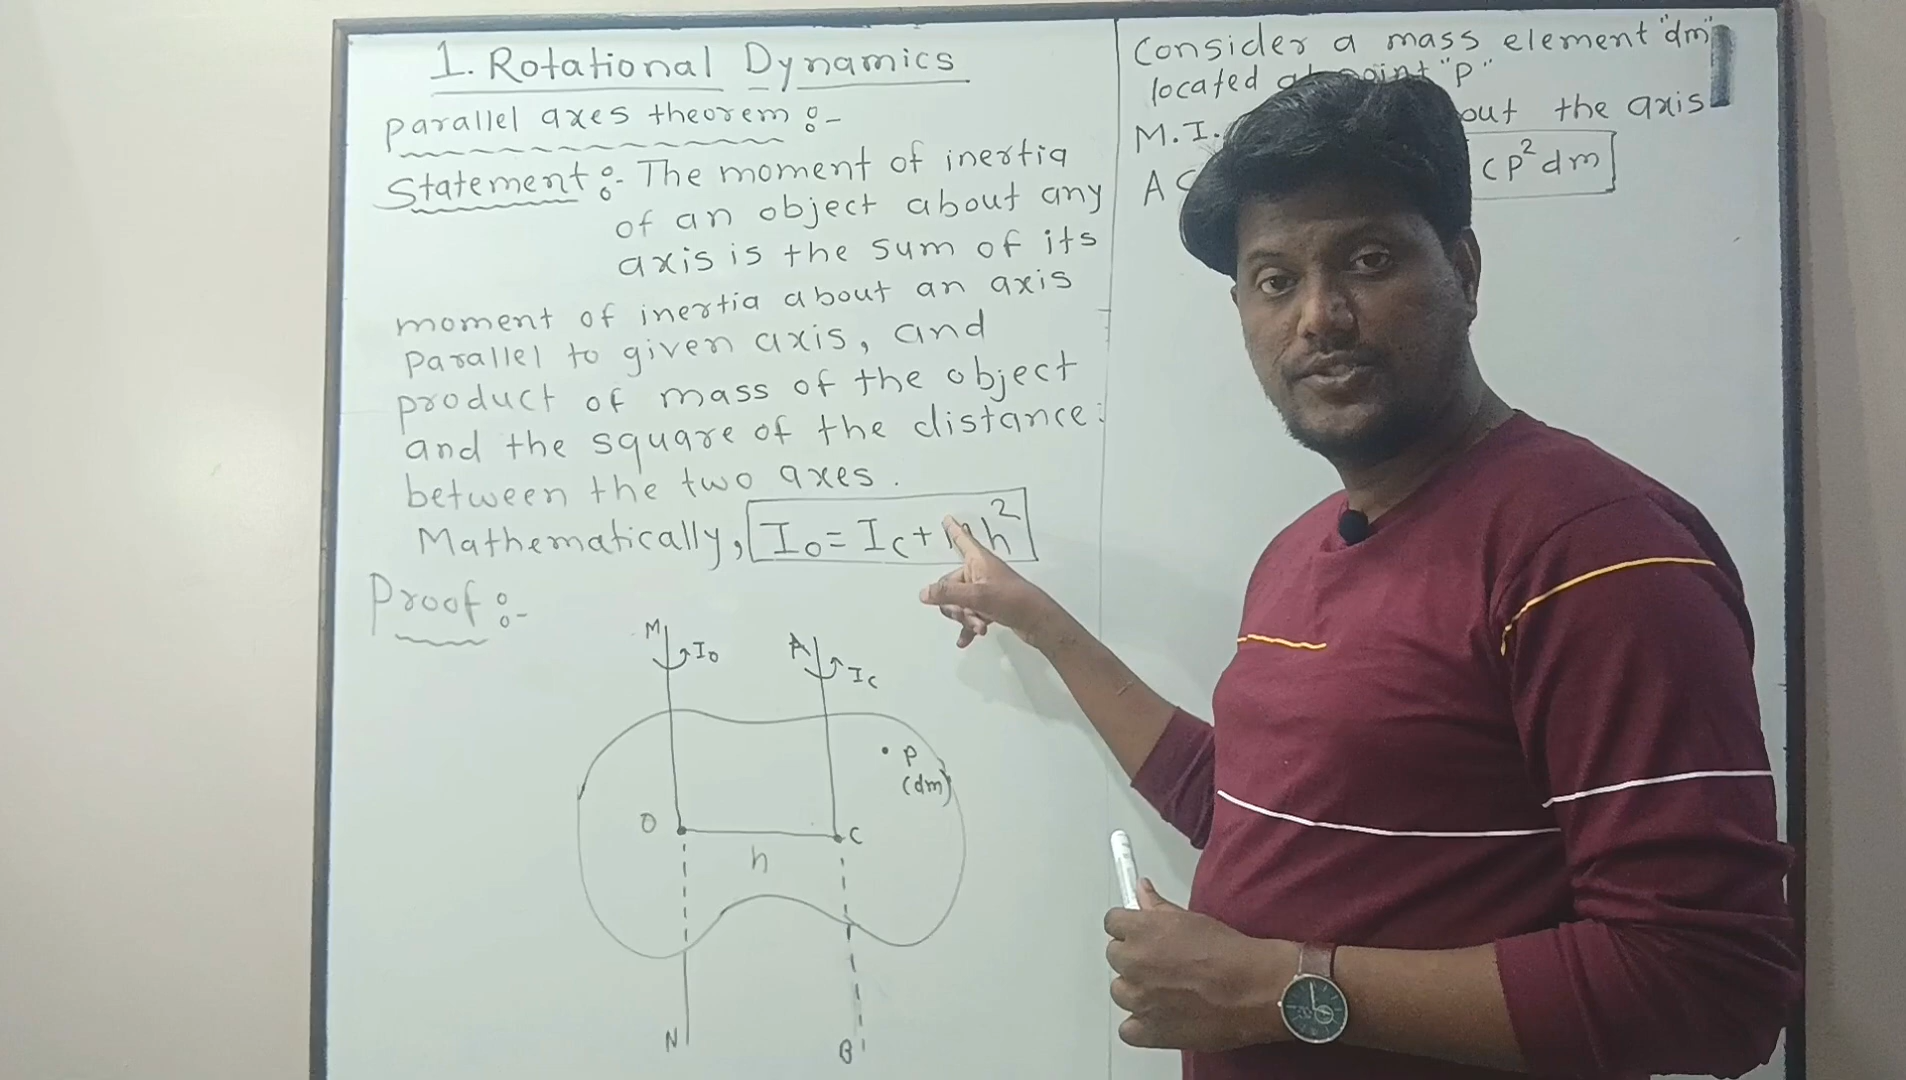 1. Rotational Dynamics
parallel axes theorem :-
Statement :- The moment of inertia
of an object about any
axis is the sum of its
moment of inertia about an axis
parallel to given axis, and
product of mass of the object
and the square of the distance
between the two axes.
Mathematically, I₀ = Ic + h²
Proof :-
M I₀
A Ic
P
(dm)
O C
h
N
B
Consider a mass element "dm"
located point "P"
M.I. the axis
CP² dm